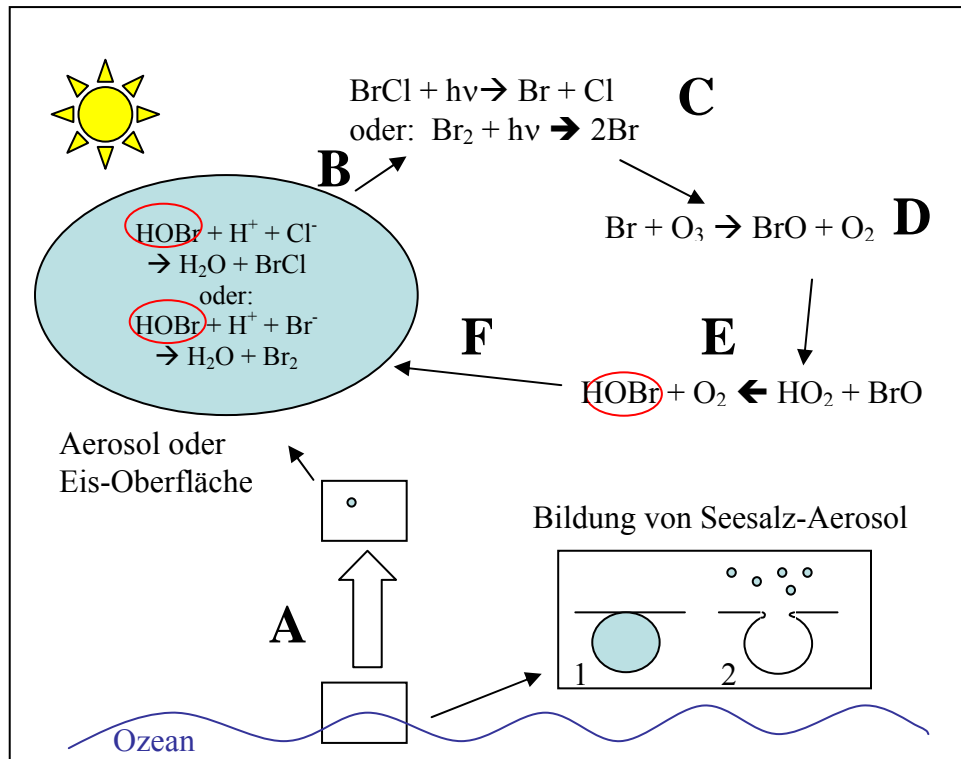 BrCl + hν→ Br + Cl
oder: Br₂ + hν → 2Br
C
B
HOBr + H⁺ + Cl⁻
→ H₂O + BrCl
oder:
HOBr + H⁺ + Br⁻
→ H₂O + Br₂
Br + O₃ → BrO + O₂
D
F
E
HOBr + O₂ ← HO₂ + BrO
Aerosol oder
Eis-Oberfläche
Bildung von Seesalz-Aerosol
A
1
2
Ozean